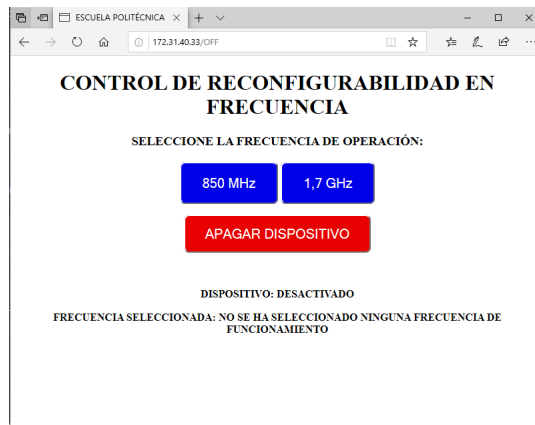 ESCUELA POLITÉCNICA
172.31.40.33/OFF
CONTROL DE RECONFIGURABILIDAD EN
FRECUENCIA
SELECCIONE LA FRECUENCIA DE OPERACIÓN:
850 MHz 1,7 GHz
APAGAR DISPOSITIVO
DISPOSITIVO: DESACTIVADO
FRECUENCIA SELECCIONADA: NO SE HA SELECCIONADO NINGUNA FRECUENCIA DE
FUNCIONAMIENTO